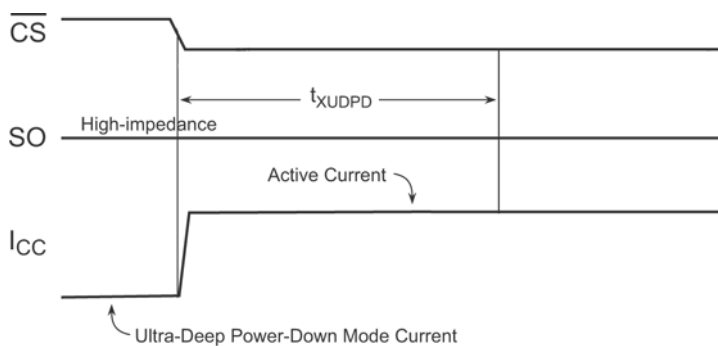 CS
tXUDPD
High-impedance
SO
Active Current
ICC
Ultra-Deep Power-Down Mode Current